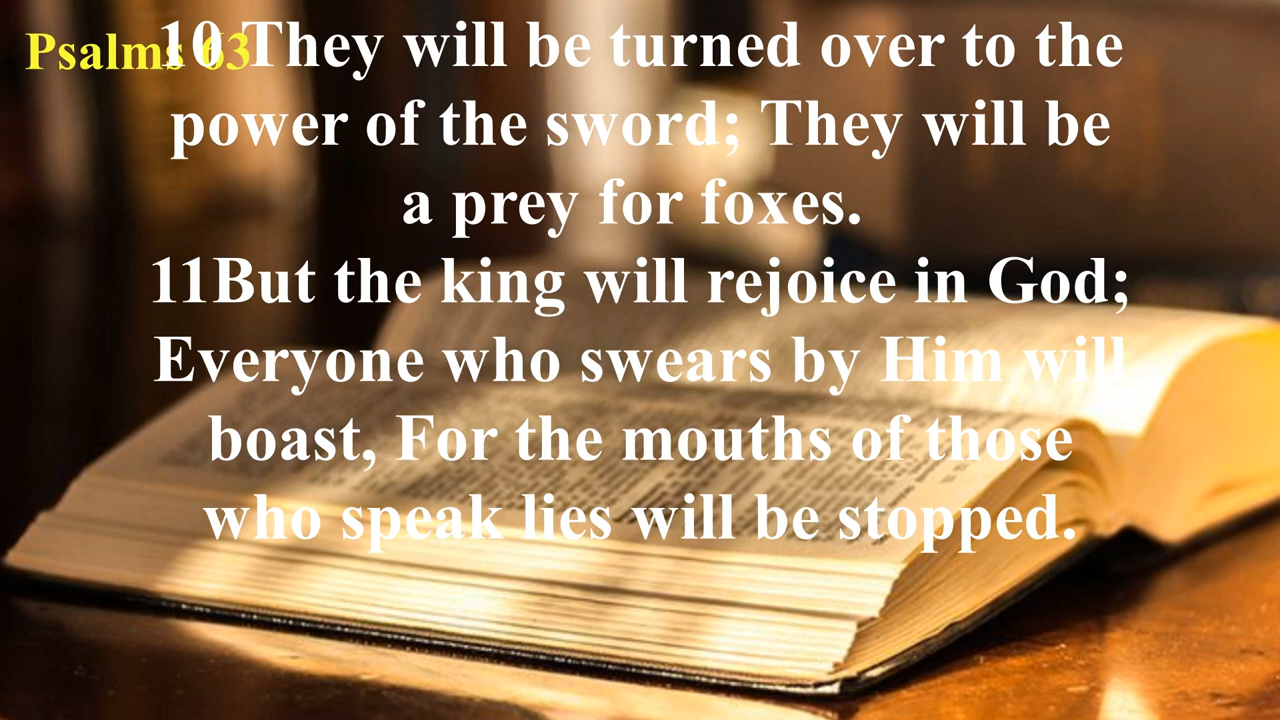 Psalms 63
10 They will be turned over to the
power of the sword; They will be
a prey for foxes.
11But the king will rejoice in God;
Everyone who swears by Him will
boast, For the mouths of those
who speak lies will be stopped.